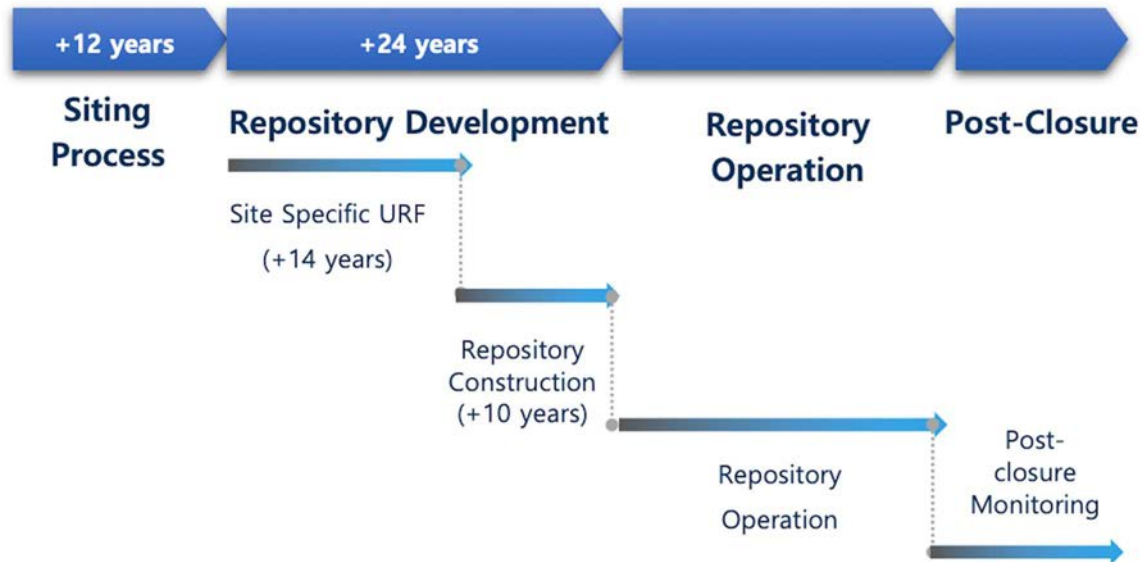 +12 years
+24 years
Siting
Process
Repository Development
Repository
Operation
Post-Closure
Site Specific URF
(+14 years)
Repository
Construction
(+10 years)
Repository
Operation
Post-
closure
Monitoring